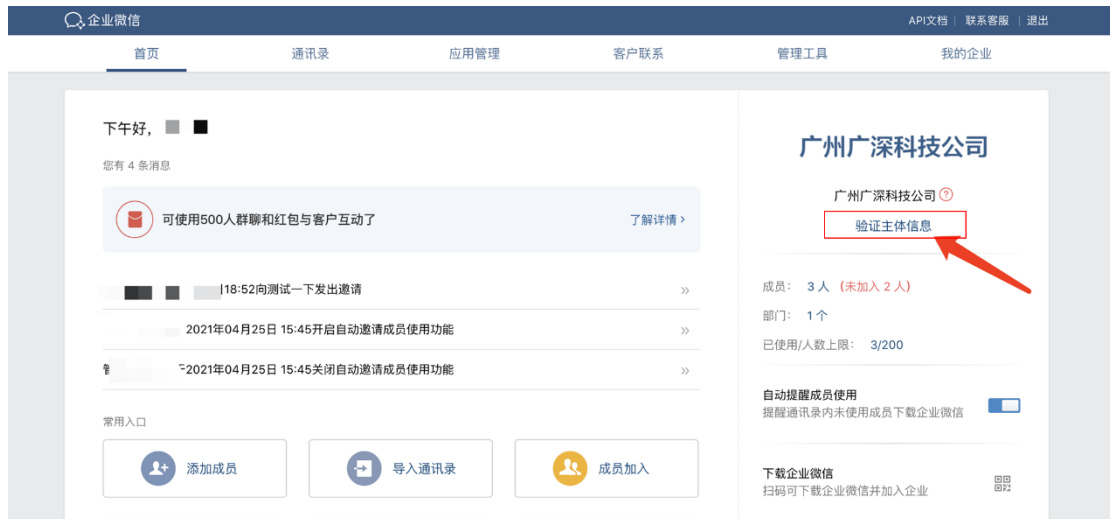 企业微信
API文档 | 联系客服 | 退出
首页 通讯录 应用管理 客户联系 管理工具 我的企业
下午好,
您有 4 条消息
可使用500人群聊和红包与客户互动了 了解详情 ›
18:52向测试一下发出邀请 »
2021年04月25日 15:45开启自动邀请成员使用功能 »
2021年04月25日 15:45关闭自动邀请成员使用功能 »
常用入口
添加成员 导入通讯录 成员加入
广州广深科技公司
广州广深科技公司 ?
验证主体信息
成员: 3人 (未加入 2 人)
部门: 1个
已使用/人数上限: 3/200
自动提醒成员使用
提醒通讯录内未使用成员下载企业微信
下载企业微信
扫码可下载企业微信并加入企业